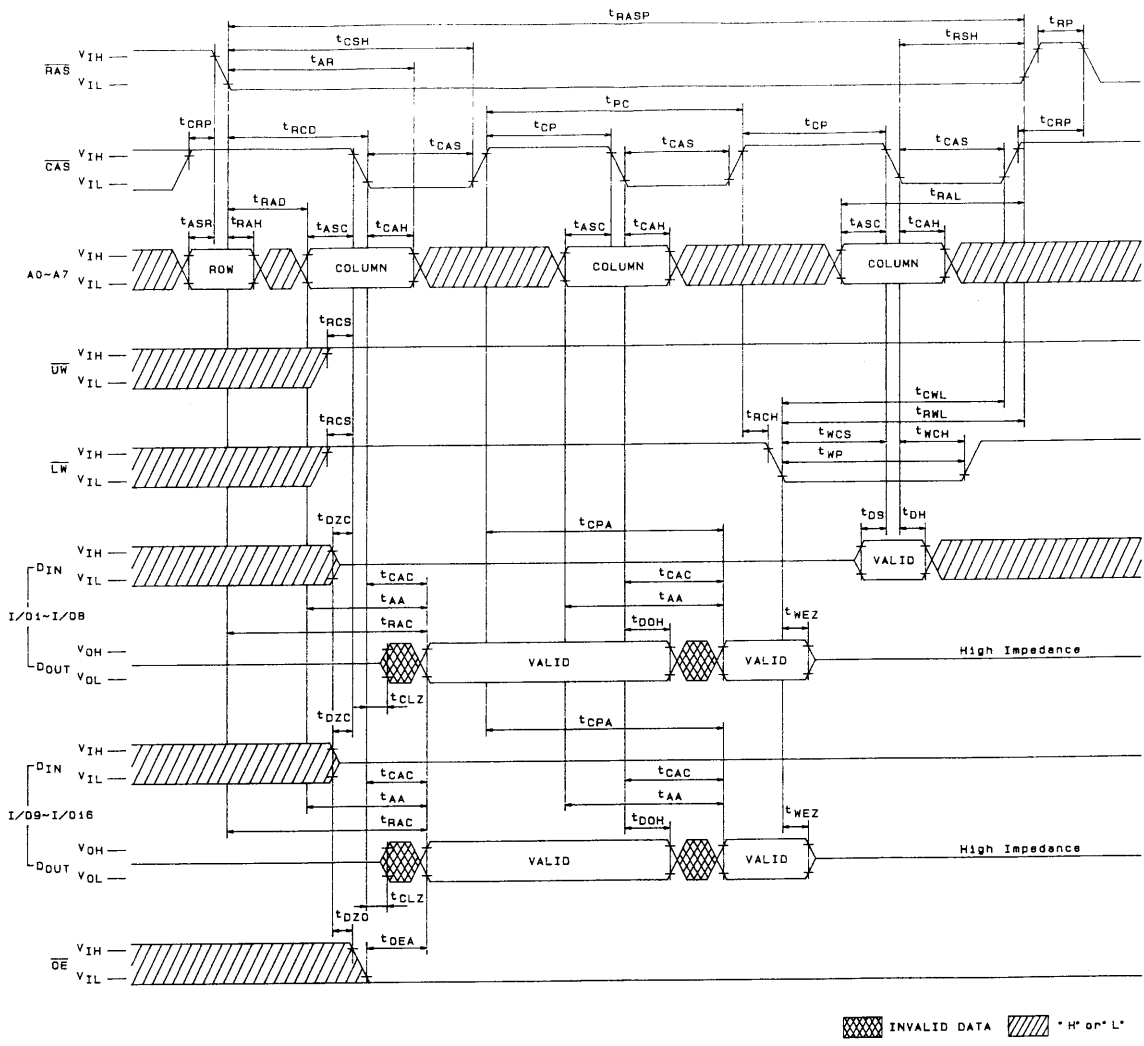 tRASP
tCSH
tRSH
tRP
tAR
RAS
VIH
VIL
tCRP
tRCD
tPC
tCP
tCP
tCRP
tCAS
tCAS
tCAS
CAS
VIH
VIL
tRAD
tRAL
tASR
tRAH
tASC
tCAH
tASC
tCAH
tASC
tCAH
A0~A7
VIH
VIL
ROW
COLUMN
COLUMN
COLUMN
tRCS
UW
VIH
VIL
tCWL
tRWL
tRCS
tRCH
tWCS
tWCH
tWP
LW
VIH
VIL
tDZC
tCPA
tDS
tDH
DIN
VIH
VIL
VALID
I/O1~I/O8
tCAC
tAA
tRAC
tCAC
tAA
tDOH
tWEZ
DOUT
VOH
VOL
VALID
VALID
High Impedance
tCLZ
tDZC
tCPA
DIN
VIH
VIL
I/O9~I/O16
tCAC
tAA
tRAC
tCAC
tAA
tDOH
tWEZ
DOUT
VOH
VOL
VALID
VALID
High Impedance
tCLZ
tDZO
tOEA
OE
VIH
VIL
INVALID DATA
"H" or "L"